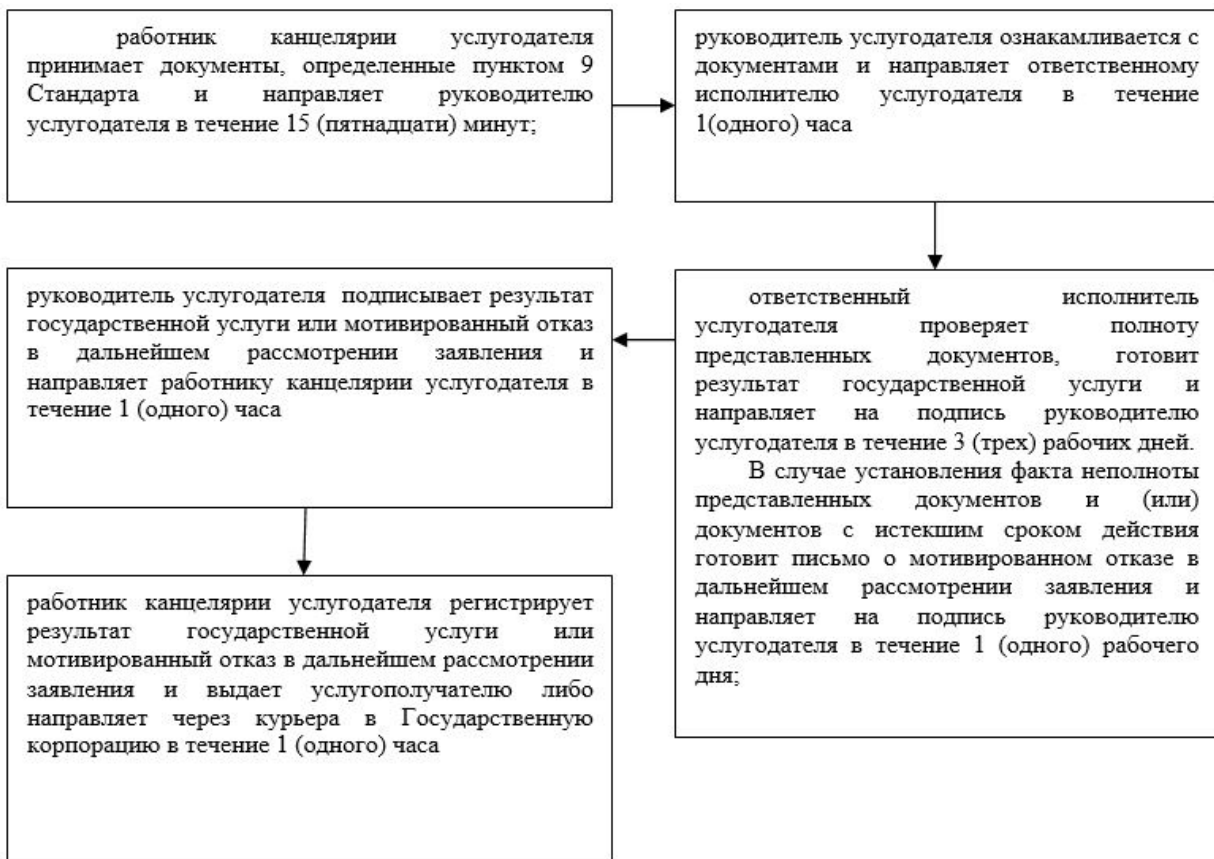 работник канцелярии услугодателя
принимает документы, определенные пунктом 9
Стандарта и направляет руководителю
услугодателя в течение 15 (пятнадцати) минут;
руководитель услугодателя ознакамливается с
документами и направляет ответственному
исполнителю услугодателя в течение
1(одного) часа
ответственный исполнитель
услугодателя проверяет полноту
представленных документов, готовит
результат государственной услуги и
направляет на подпись руководителю
услугодателя в течение 3 (трех) рабочих дней.
В случае установления факта неполноты
представленных документов и (или)
документов с истекшим сроком действия
готовит письмо о мотивированном отказе в
дальнейшем рассмотрении заявления и
направляет на подпись руководителю
услугодателя в течение 1 (одного) рабочего
дня;
руководитель услугодателя подписывает результат
государственной услуги или мотивированный отказ
в дальнейшем рассмотрении заявления и
направляет работнику канцелярии услугодателя в
течение 1 (одного) часа
работник канцелярии услугодателя регистрирует
результат государственной услуги или
мотивированный отказ в дальнейшем рассмотрении
заявления и выдает услугополучателю либо
направляет через курьера в Государственную
корпорацию в течение 1 (одного) часа